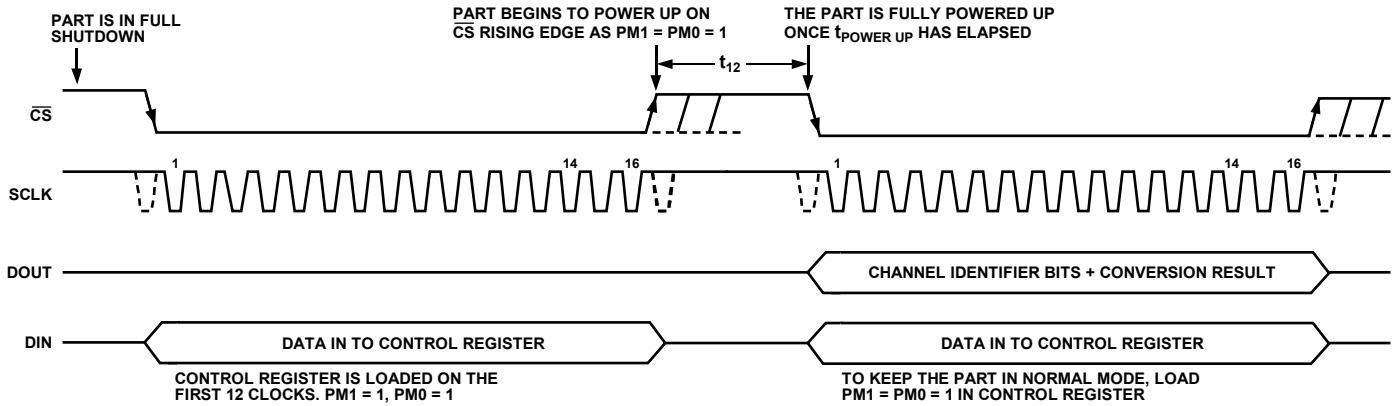 PART IS IN FULL
SHUTDOWN
PART BEGINS TO POWER UP ON
CS RISING EDGE AS PM1 = PM0 = 1
THE PART IS FULLY POWERED UP
ONCE tPOWER UP HAS ELAPSED
t12
CS
1
14
16
1
14
16
SCLK
DOUT
CHANNEL IDENTIFIER BITS + CONVERSION RESULT
DIN
DATA IN TO CONTROL REGISTER
DATA IN TO CONTROL REGISTER
CONTROL REGISTER IS LOADED ON THE
FIRST 12 CLOCKS. PM1 = 1, PM0 = 1
TO KEEP THE PART IN NORMAL MODE, LOAD
PM1 = PM0 = 1 IN CONTROL REGISTER